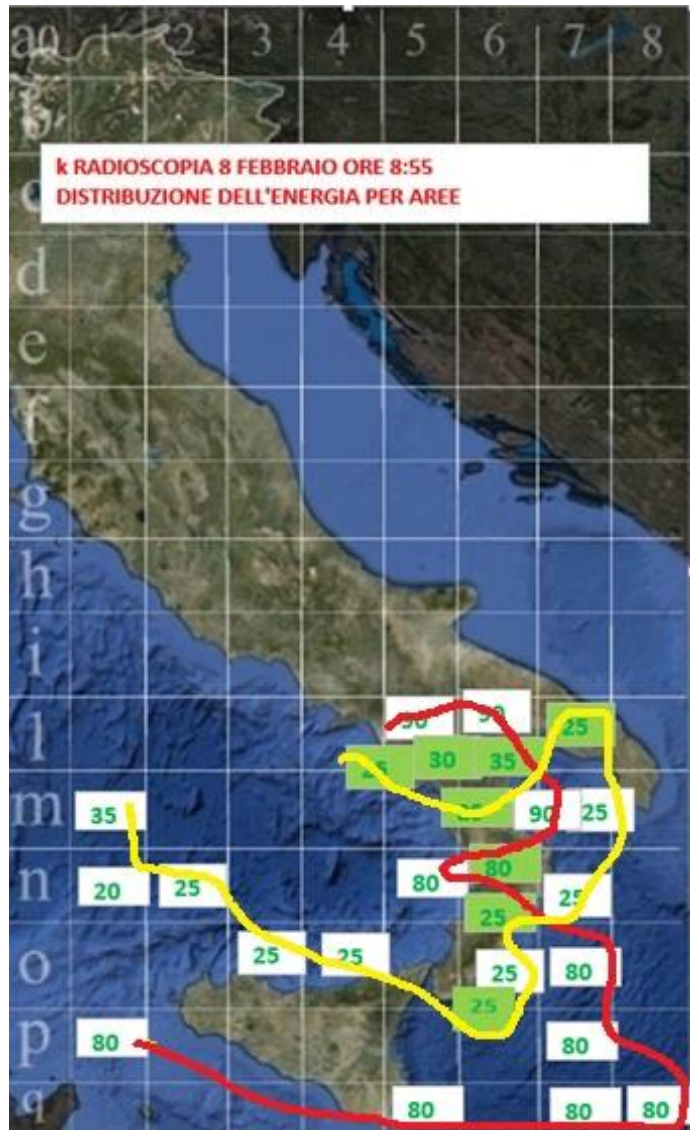 a0 1 2 3 4 5 6 7 8
b
k RADIOSCOPIA 8 FEBBRAIO ORE 8:55
c
DISTRIBUZIONE DELL'ENERGIA PER AREE
d
e
f
g
h
i
90 90 25
l
25 30 35
m 35 25 90 25
80
n 20 25 80 25
25
o 25 25 25 80
25
p 80 80
q 80 80 80